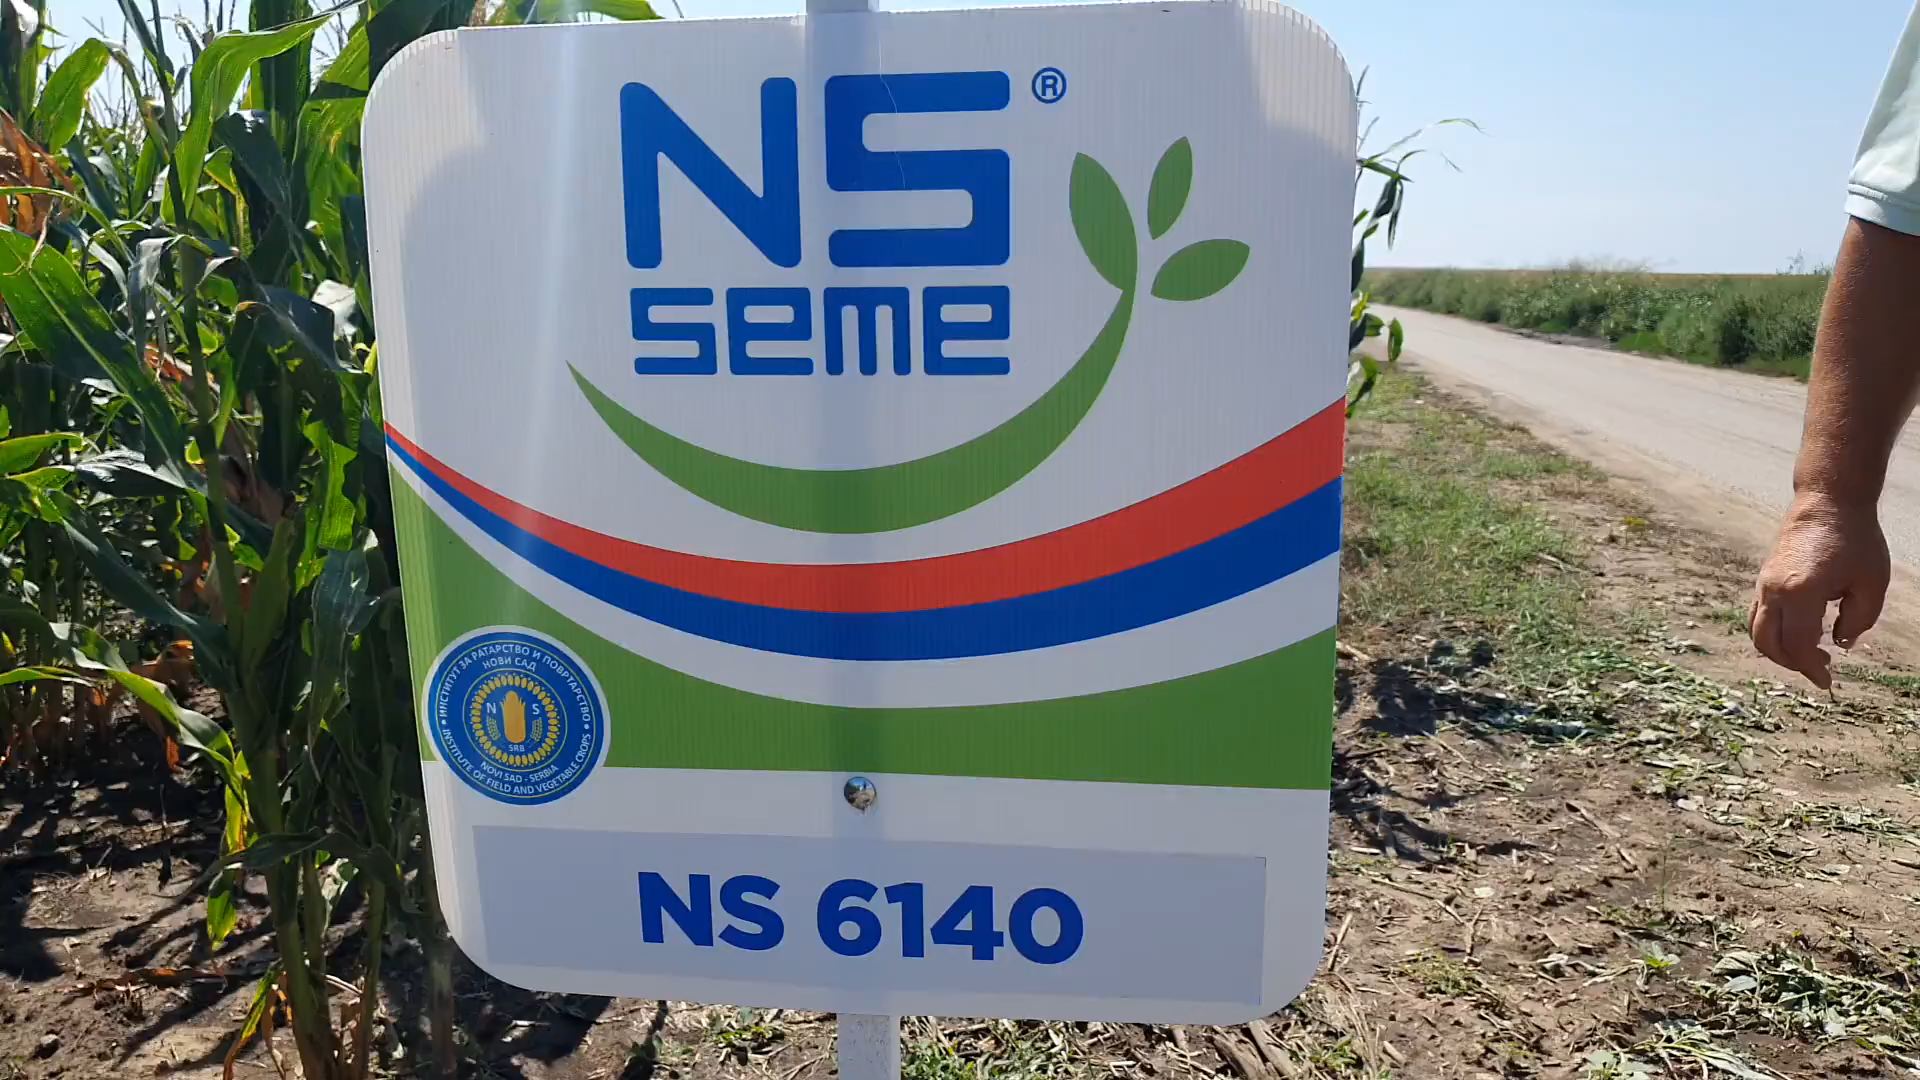 NS®
seme
ИНСТИТУТ ЗА РАТАРСТВО И ПОВРТАРСТВО
НОВИ САД
N S
SRB
NOVI SAD - SERBIA
INSTITUTE OF FIELD AND VEGETABLE CROPS
NS 6140